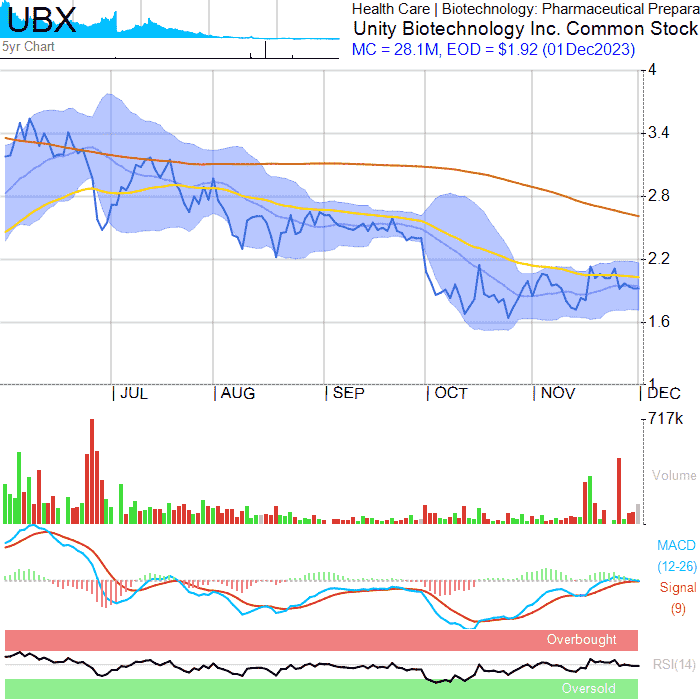 UBX
5yr Chart
Health Care | Biotechnology: Pharmaceutical Prepara
Unity Biotechnology Inc. Common Stock
MC = 28.1M, EOD = $1.92 (01Dec2023)
4
3.4
2.8
2.2
1.6
1
JUL AUG SEP OCT NOV DEC
717k
Volume
MACD
(12-26)
Signal
(9)
Overbought
RSI(14)
Oversold